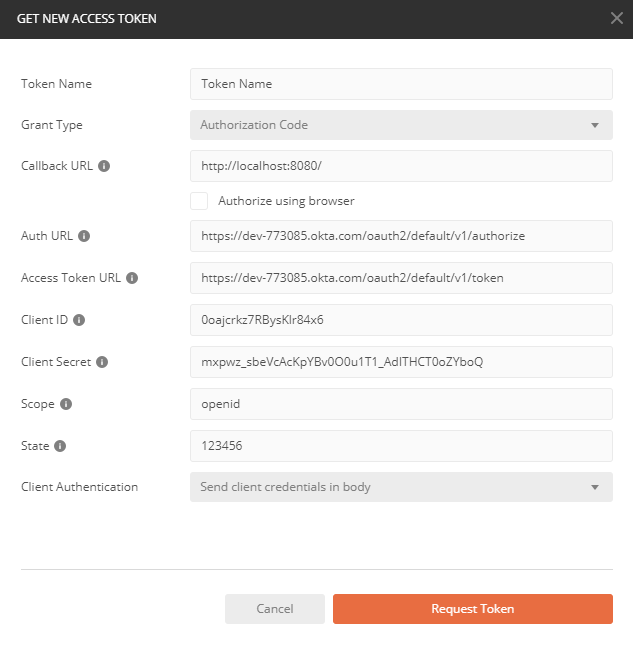 GET NEW ACCESS TOKEN
Token Name Token Name
Grant Type Authorization Code
Callback URL http://localhost:8080/
Authorize using browser
Auth URL https://dev-773085.okta.com/oauth2/default/v1/authorize
Access Token URL https://dev-773085.okta.com/oauth2/default/v1/token
Client ID 0oajcrkz7RBysKlr84x6
Client Secret mxpwz_sbeVcAcKpYBv0O0u1T1_AdITHCT0oZYboQ
Scope openid
State 123456
Client Authentication Send client credentials in body
Cancel Request Token